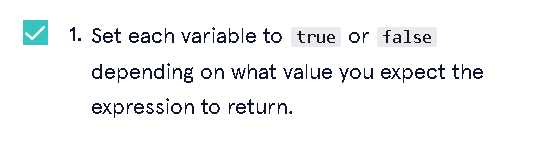 1. Set each variable to true or false
depending on what value you expect the
expression to return.